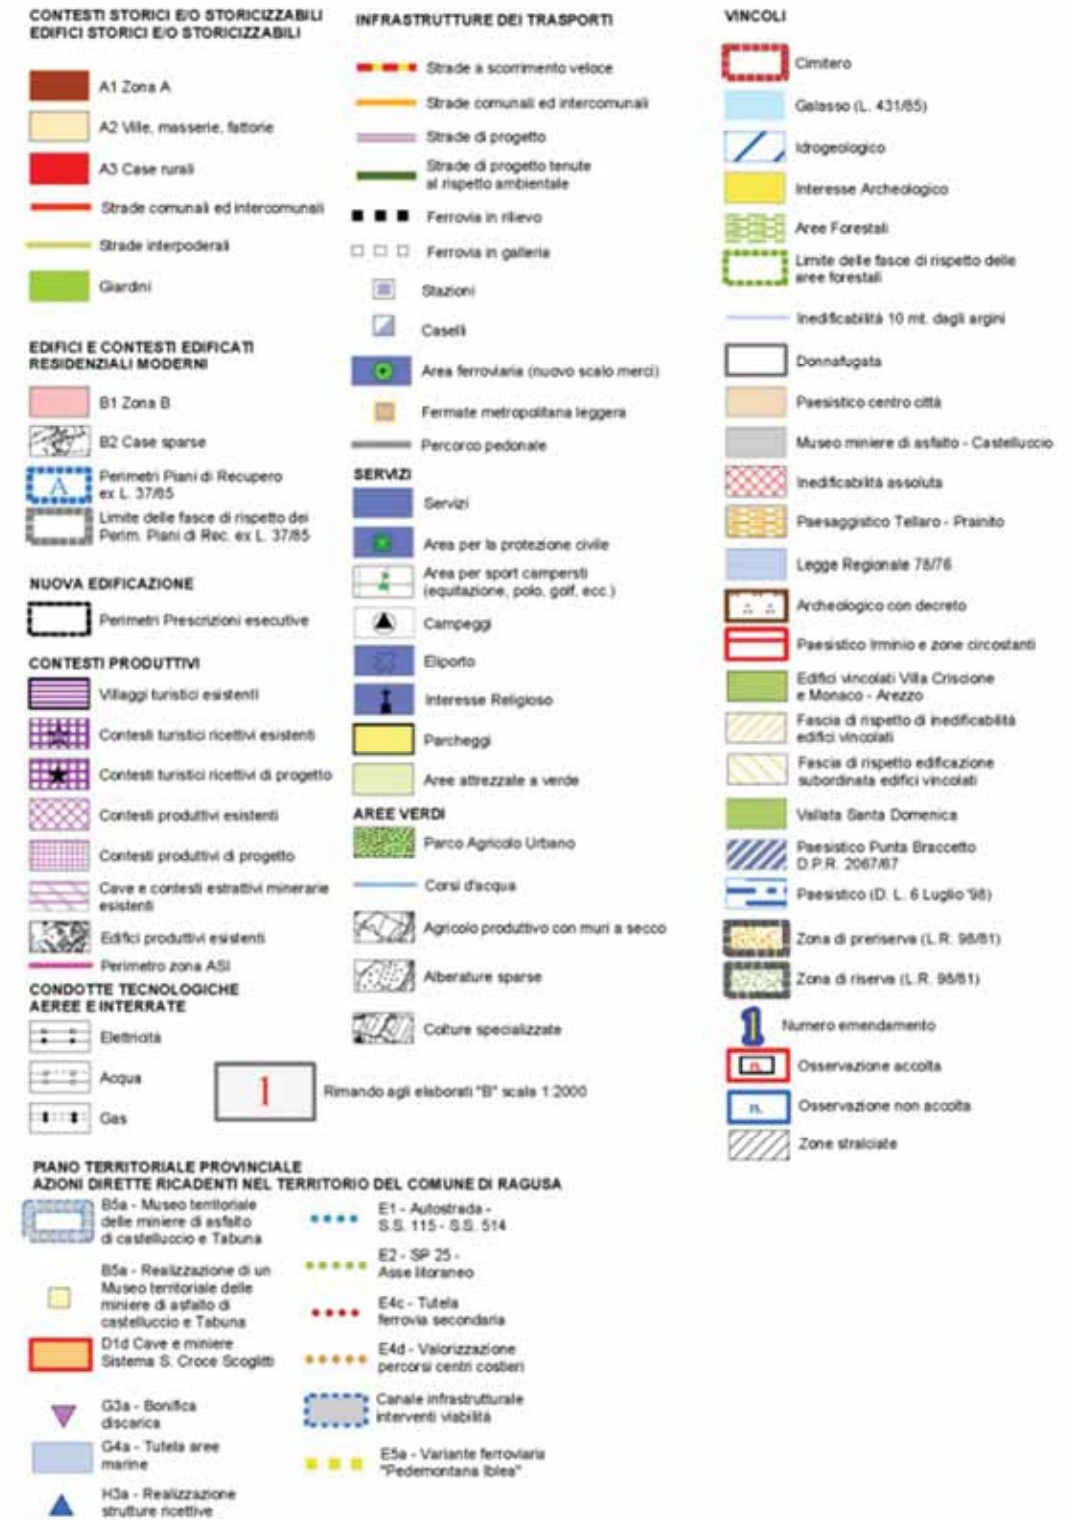 CONTESTI STORICI E/O STORICIZZABILI
EDIFICI STORICI E/O STORICIZZABILI
A1 Zona A
A2 Ville, masserie, fattorie
A3 Case rurali
Strade comunali ed intercomunali
Strade interpoderali
Giardini
EDIFICI E CONTESTI EDIFICATI
RESIDENZIALI MODERNI
B1 Zona B
B2 Case sparse
A
Perimetri Piani di Recupero
ex L. 37/85
Limite delle fasce di rispetto dei
Perim. Piani di Rec. ex L. 37/85
NUOVA EDIFICAZIONE
Perimetri Prescrizioni esecutive
CONTESTI PRODUTTIVI
Villaggi turistici esistenti
Contesti turistici ricettivi esistenti
Contesti turistici ricettivi di progetto
Contesti produttivi esistenti
Contesti produttivi di progetto
Cave e contesti estrattivi minerarie
esistenti
Edifici produttivi esistenti
Perimetro zona ASI
CONDOTTE TECNOLOGICHE
AEREE E INTERRATE
Elettricità
Acqua
Gas
INFRASTRUTTURE DEI TRASPORTI
Strade a scorrimento veloce
Strade comunali ed intercomunali
Strade di progetto
Strade di progetto tenute
al rispetto ambientale
Ferrovia in rilievo
Ferrovia in galleria
Stazioni
Caselli
Area ferroviaria (nuovo scalo merci)
Fermate metropolitana leggera
Percorco pedonale
SERVIZI
Servizi
Area per la protezione civile
Area per sport campersti
(equitazione, polo, golf, ecc.)
Campeggi
Eliporto
Interesse Religioso
Parcheggi
Aree attrezzate a verde
AREE VERDI
Parco Agricolo Urbano
Corsi d'acqua
Agricolo produttivo con muri a secco
Alberature sparse
Colture specializzate
1
Rimando agli elaborati "B" scala 1:2000
VINCOLI
Cimitero
Galasso (L. 431/85)
Idrogeologico
Interesse Archeologico
Aree Forestali
Limite delle fasce di rispetto delle
aree forestali
Inedificabilità 10 mt. dagli argini
Donnafugata
Paesistico centro città
Museo miniere di asfalto - Castelluccio
Inedificabilità assoluta
Paesaggistico Tellaro - Prainito
Legge Regionale 78/76
Archeologico con decreto
Paesistico Irminio e zone circostanti
Edifici vincolati Villa Criscione
e Monaco - Arezzo
Fascia di rispetto di inedificabilità
edifici vincolati
Fascia di rispetto edificazione
subordinata edifici vincolati
Vallata Santa Domenica
Paesistico Punta Braccetto
D.P.R. 2067/67
Paesistico (D. L. 6 Luglio '98)
Zona di preriserva (L.R. 98/81)
Zona di riserva (L.R. 98/81)
1
Numero emendamento
n.
Osservazione accolta
n.
Osservazione non accolta
Zone stralciate
PIANO TERRITORIALE PROVINCIALE
AZIONI DIRETTE RICADENTI NEL TERRITORIO DEL COMUNE DI RAGUSA
B5a - Museo territoriale
delle miniere di asfalto
di castelluccio e Tabuna
B5a - Realizzazione di un
Museo territoriale delle
miniere di asfalto di
castelluccio e Tabuna
D1d Cave e miniere
Sistema S. Croce Scoglitti
G3a - Bonifica
discarica
G4a - Tutela aree
marine
H3a - Realizzazione
strutture ricettive
E1 - Autostrada -
S.S. 115 - S.S. 514
E2 - SP 25 -
Asse litoraneo
E4c - Tutela
ferrovia secondaria
E4d - Valorizzazione
percorsi centri costieri
Canale infrastrutturale
interventi viabilità
E5a - Variante ferroviaria
"Pedemontana Iblea"